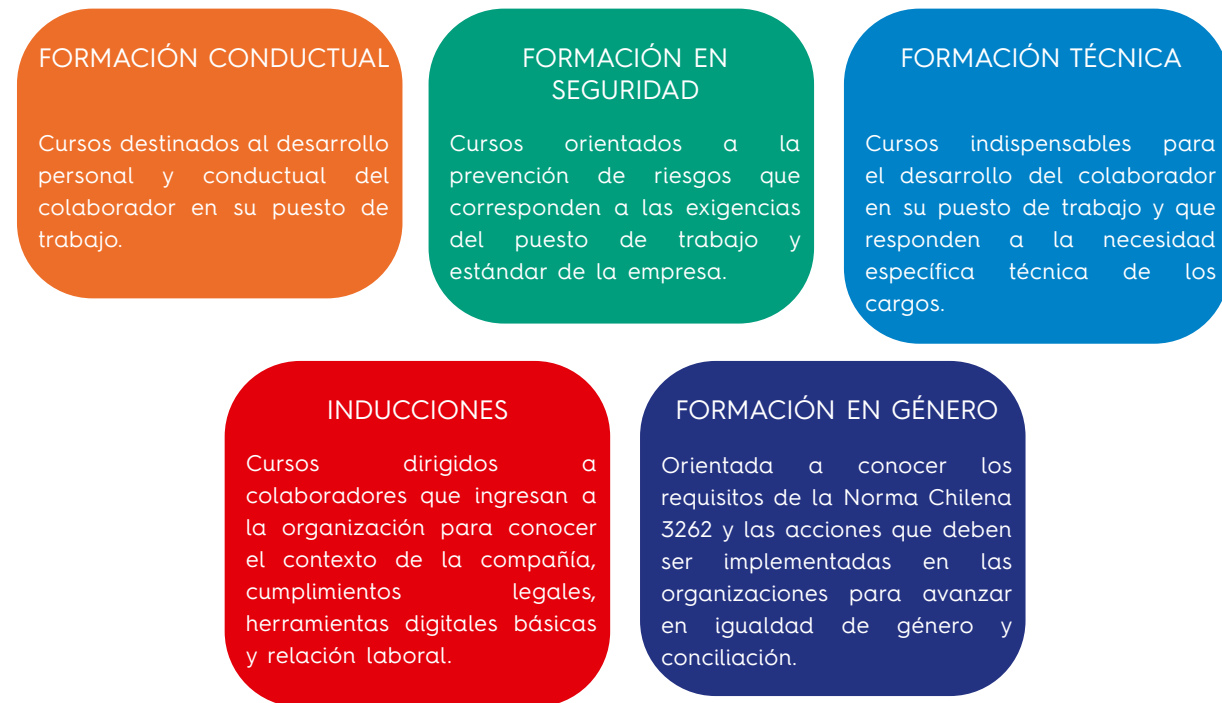 FORMACIÓN CONDUCTUAL
Cursos destinados al desarrollo
personal y conductual del
colaborador en su puesto de
trabajo.
FORMACIÓN EN
SEGURIDAD
Cursos orientados a la
prevención de riesgos que
corresponden a las exigencias
del puesto de trabajo y
estándar de la empresa.
FORMACIÓN TÉCNICA
Cursos indispensables para
el desarrollo del colaborador
en su puesto de trabajo y que
responden a la necesidad
específica técnica de los
cargos.
INDUCCIONES
Cursos dirigidos a
colaboradores que ingresan a
la organización para conocer
el contexto de la compañía,
cumplimientos legales,
herramientas digitales básicas
y relación laboral.
FORMACIÓN EN GÉNERO
Orientada a conocer los
requisitos de la Norma Chilena
3262 y las acciones que deben
ser implementadas en las
organizaciones para avanzar
en igualdad de género y
conciliación.